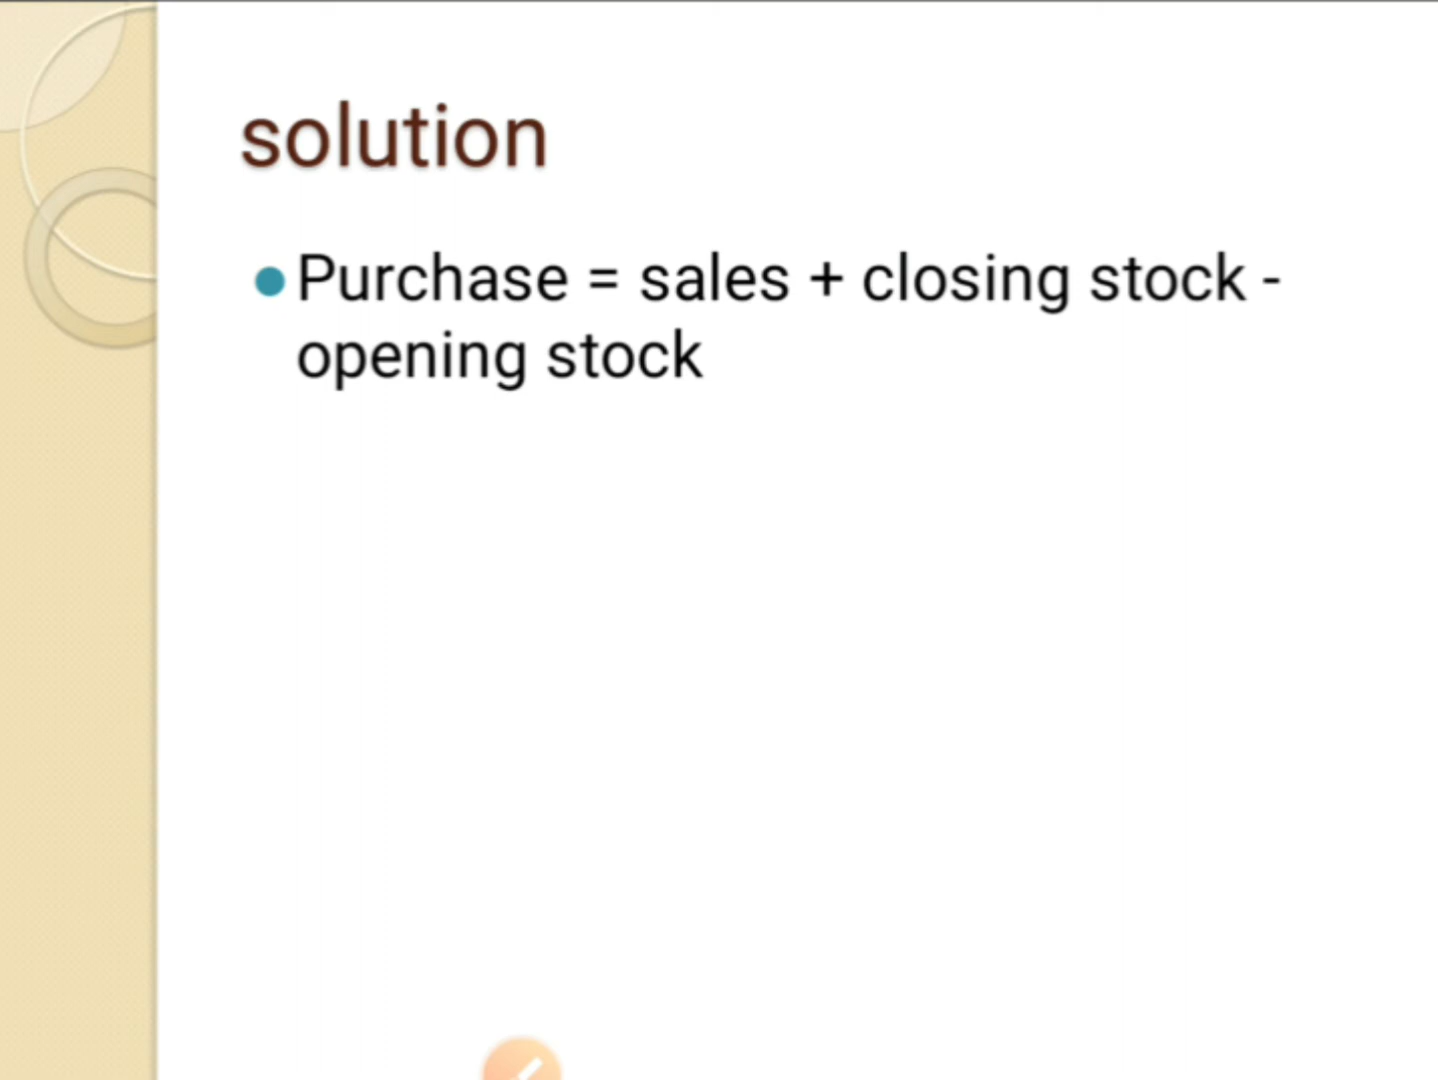 solution
Purchase = sales + closing stock -
opening stock